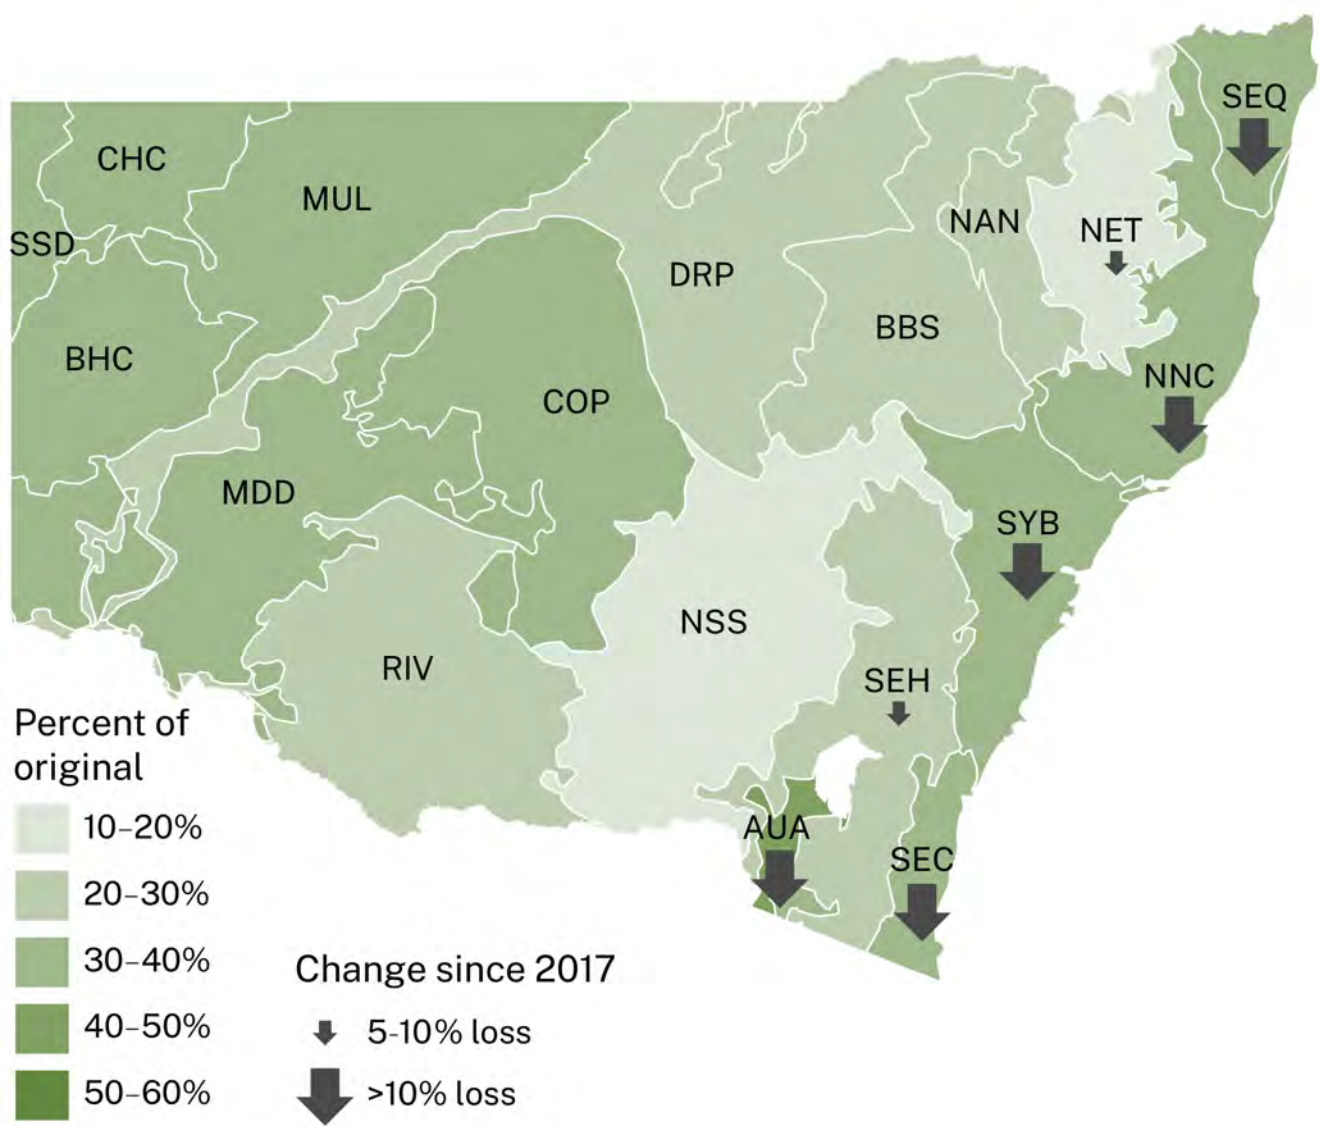 SEQ
CHC
MUL
NAN
NET
SSD
DRP
BBS
BHC
NNC
COP
MDD
SYB
NSS
RIV
SEH
AUA
SEC
Percent of
original
10–20%
20–30%
30–40%
40–50%
50–60%
Change since 2017
5-10% loss
>10% loss